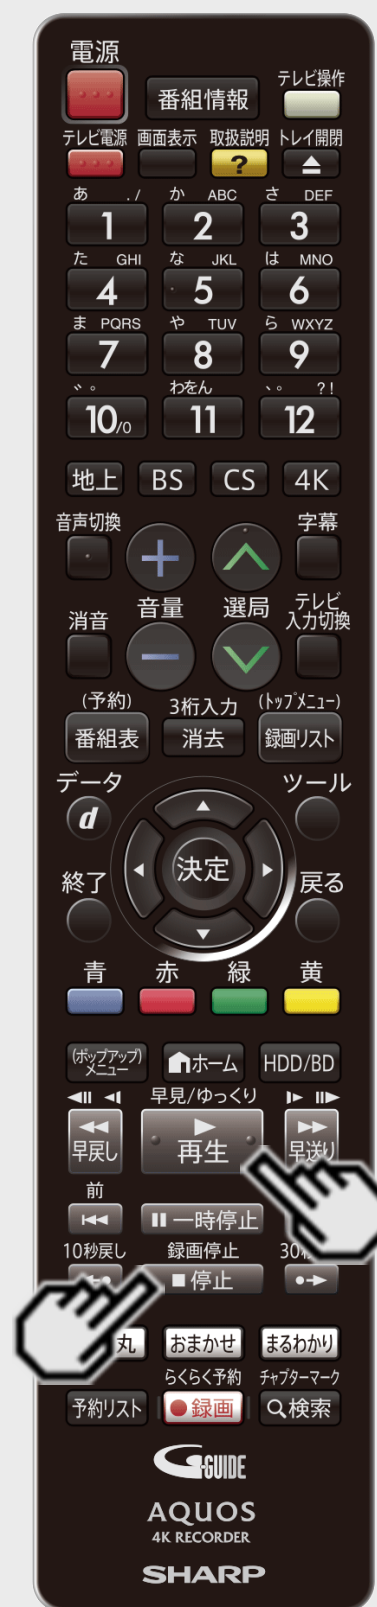 電源
番組情報
テレビ操作
テレビ電源 画面表示 取扱説明 トレイ開閉
?
あ ./ か ABC さ DEF
1 2 3
た GHI な JKL は MNO
4 5 6
ま PQRS や TUV ら WXYZ
7 8 9
゛゜ わをん 、。 ?!
10/0 11 12
地上 BS CS 4K
音声切換 字幕
＋
消音 音量 選局 テレビ
入力切換
－
(予約) 3桁入力 (トップメニュー)
番組表 消去 録画リスト
データ ツール
d
決定
終了 戻る
青 赤 緑 黄
(ポップアップ)
メニュー
ホーム HDD/BD
早見/ゆっくり
早戻し 再生 早送り
前
一時停止
10秒戻し 録画停止 30
停止
丸 おまかせ まるわかり
らくらく予約 チャプターマーク
予約リスト 録画 検索
G-GUIDE
AQUOS
4K RECORDER
SHARP